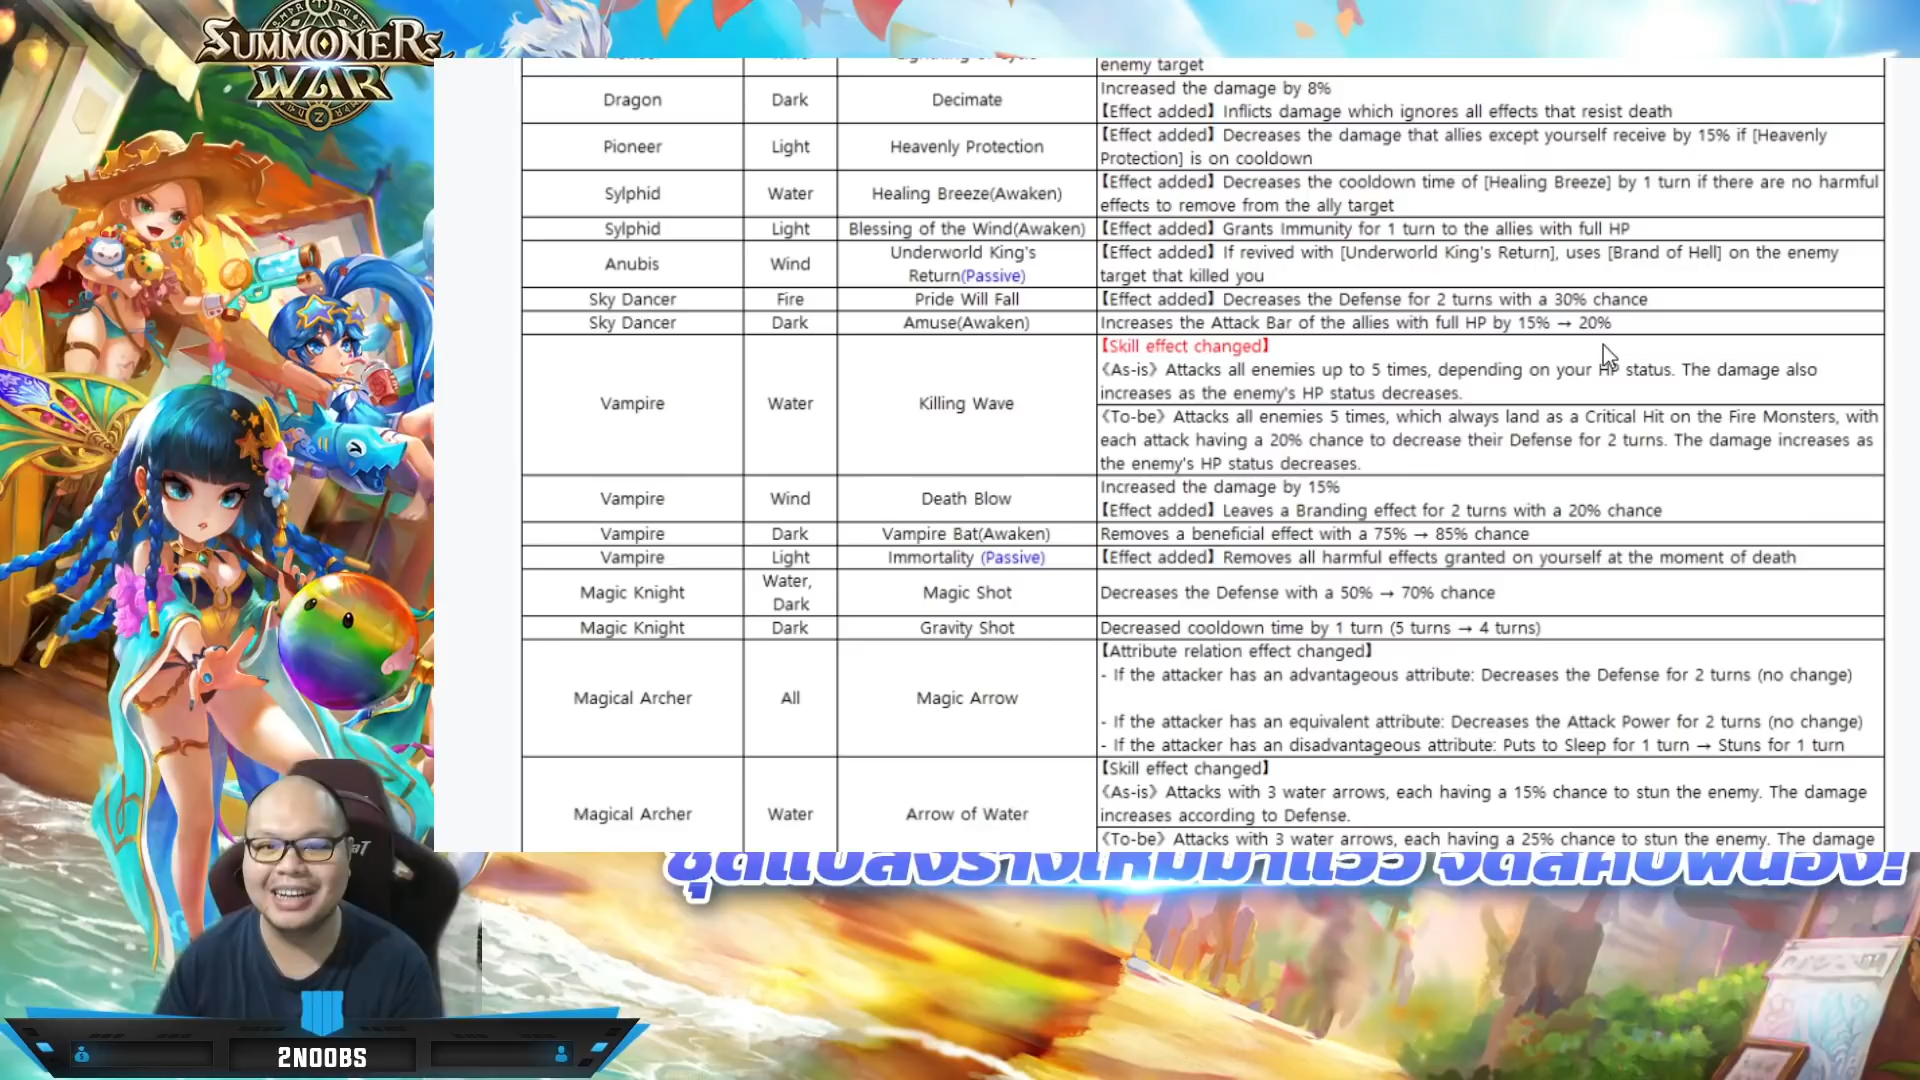 SUMMONERS
WAR
enemy target
Dragon Dark Decimate Increased the damage by 8%
【Effect added】 Inflicts damage which ignores all effects that resist death
Pioneer Light Heavenly Protection 【Effect added】 Decreases the damage that allies except yourself receive by 15% if [Heavenly
Protection] is on cooldown
Sylphid Water Healing Breeze(Awaken) 【Effect added】 Decreases the cooldown time of [Healing Breeze] by 1 turn if there are no harmful
effects to remove from the ally target
Sylphid Light Blessing of the Wind(Awaken) 【Effect added】 Grants Immunity for 1 turn to the allies with full HP
Anubis Wind Underworld King's
Return(Passive) 【Effect added】 If revived with [Underworld King's Return], uses [Brand of Hell] on the enemy
target that killed you
Sky Dancer Fire Pride Will Fall 【Effect added】 Decreases the Defense for 2 turns with a 30% chance
Sky Dancer Dark Amuse(Awaken) Increases the Attack Bar of the allies with full HP by 15% → 20%
Vampire Water Killing Wave 【Skill effect changed】
《As-is》 Attacks all enemies up to 5 times, depending on your HP status. The damage also
increases as the enemy's HP status decreases.
《To-be》 Attacks all enemies 5 times, which always land as a Critical Hit on the Fire Monsters, with
each attack having a 20% chance to decrease their Defense for 2 turns. The damage increases as
the enemy's HP status decreases.
Vampire Wind Death Blow Increased the damage by 15%
【Effect added】 Leaves a Branding effect for 2 turns with a 20% chance
Vampire Dark Vampire Bat(Awaken) Removes a beneficial effect with a 75% → 85% chance
Vampire Light Immortality (Passive) 【Effect added】 Removes all harmful effects granted on yourself at the moment of death
Magic Knight Water,
Dark Magic Shot Decreases the Defense with a 50% → 70% chance
Magic Knight Dark Gravity Shot Decreased cooldown time by 1 turn (5 turns → 4 turns)
Magical Archer All Magic Arrow 【Attribute relation effect changed】
- If the attacker has an advantageous attribute: Decreases the Defense for 2 turns (no change)
- If the attacker has an equivalent attribute: Decreases the Attack Power for 2 turns (no change)
- If the attacker has an disadvantageous attribute: Puts to Sleep for 1 turn → Stuns for 1 turn
Magical Archer Water Arrow of Water 【Skill effect changed】
《As-is》 Attacks with 3 water arrows, each having a 15% chance to stun the enemy. The damage
increases according to Defense.
《To-be》 Attacks with 3 water arrows, each having a 25% chance to stun the enemy. The damage
2NOOBS